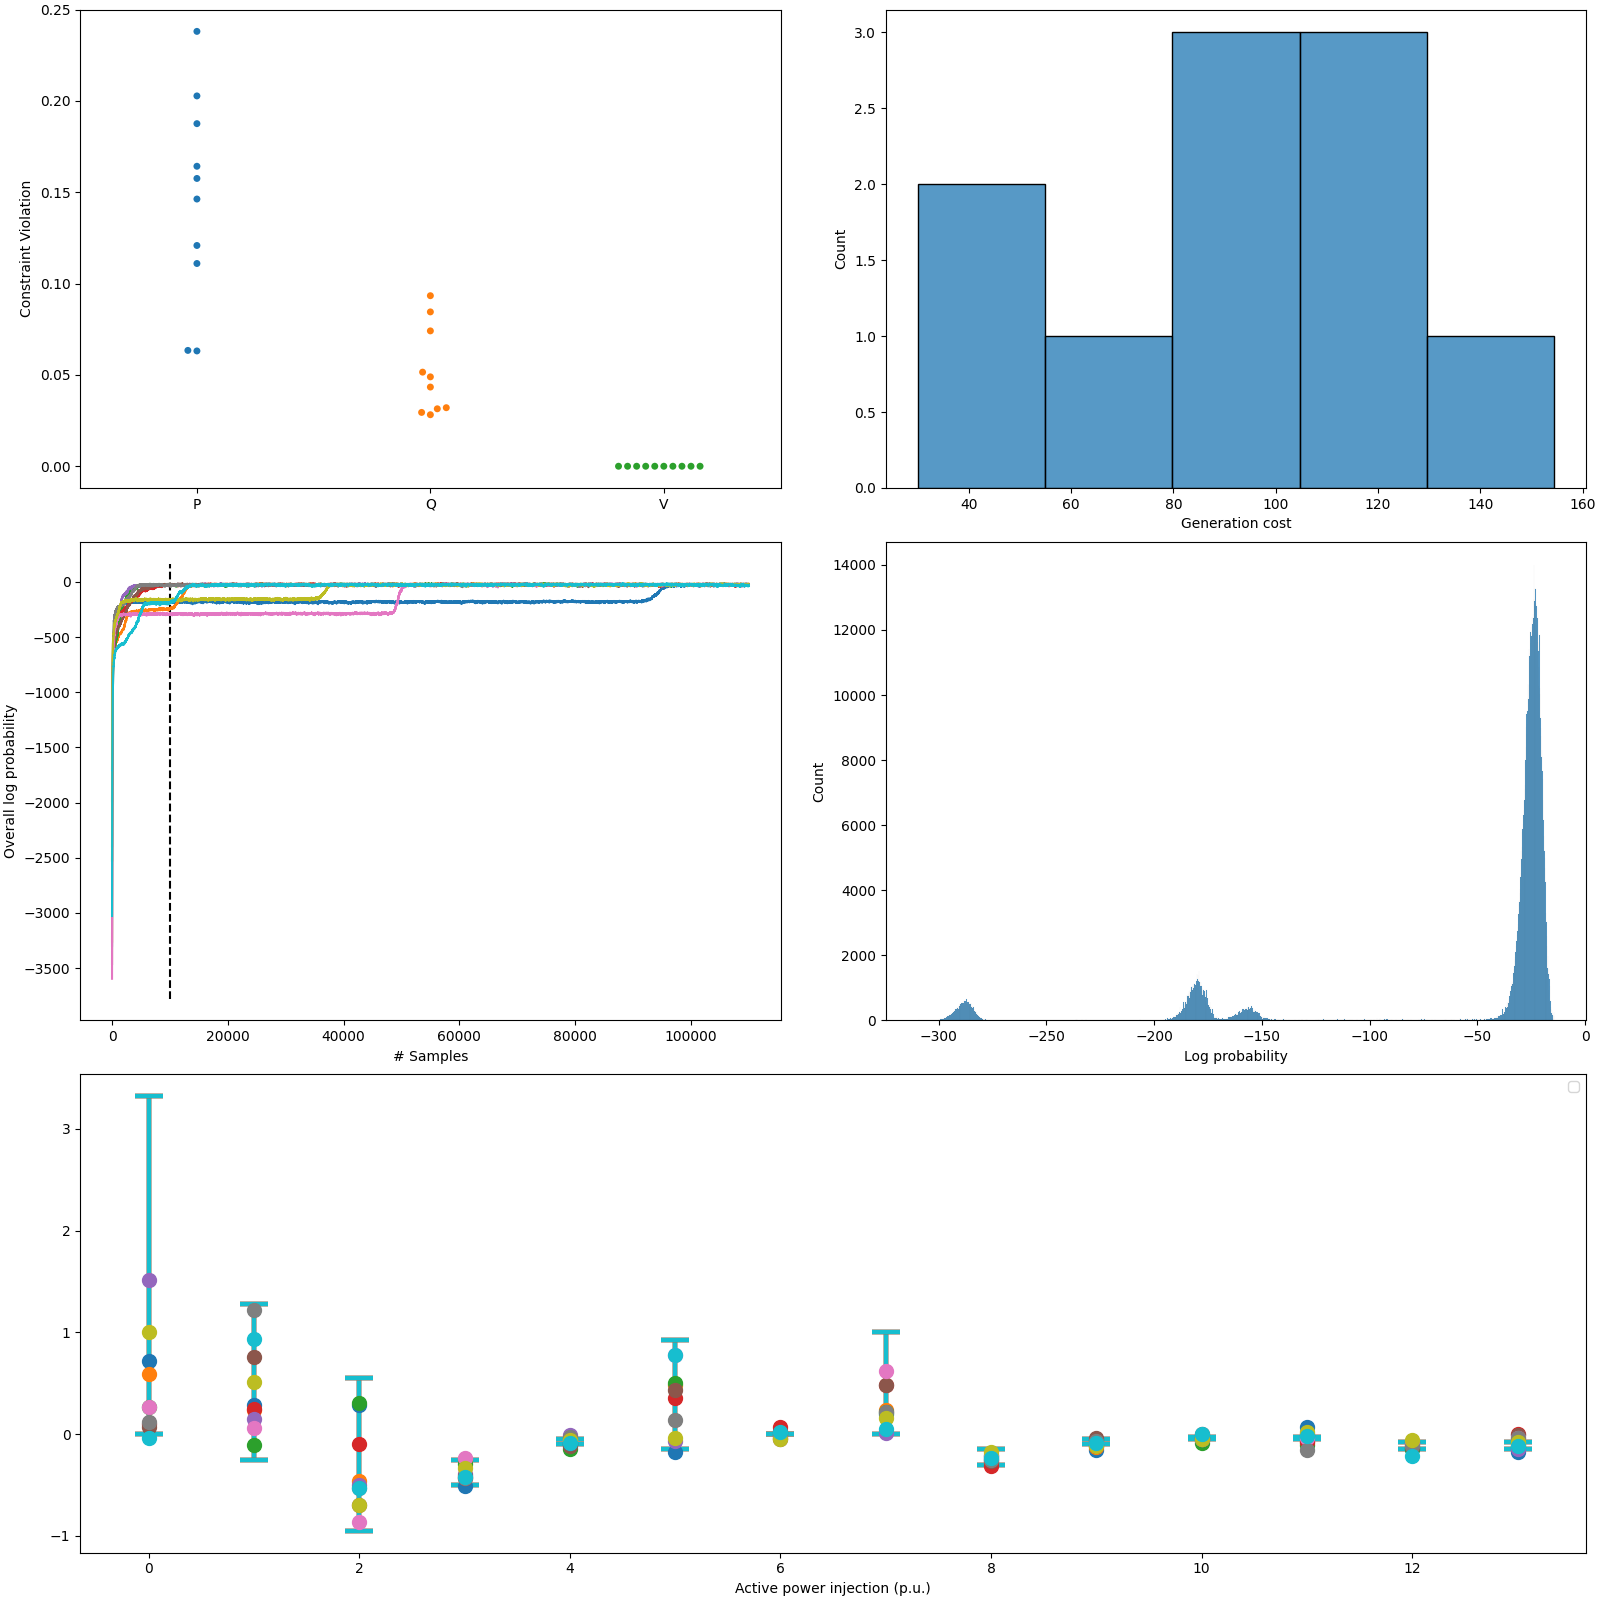 0.25
0.20
0.15
0.10
0.05
0.00
Constraint Violation
P Q V
3.0
2.5
2.0
1.5
1.0
0.5
0.0
Count
40 60 80 100 120 140 160
Generation cost
0
−500
−1000
−1500
−2000
−2500
−3000
−3500
Overall log probability
0 20000 40000 60000 80000 100000
# Samples
14000
12000
10000
8000
6000
4000
2000
0
Count
−300 −250 −200 −150 −100 −50 0
Log probability
3
2
1
0
−1
0 2 4 6 8 10 12
Active power injection (p.u.)